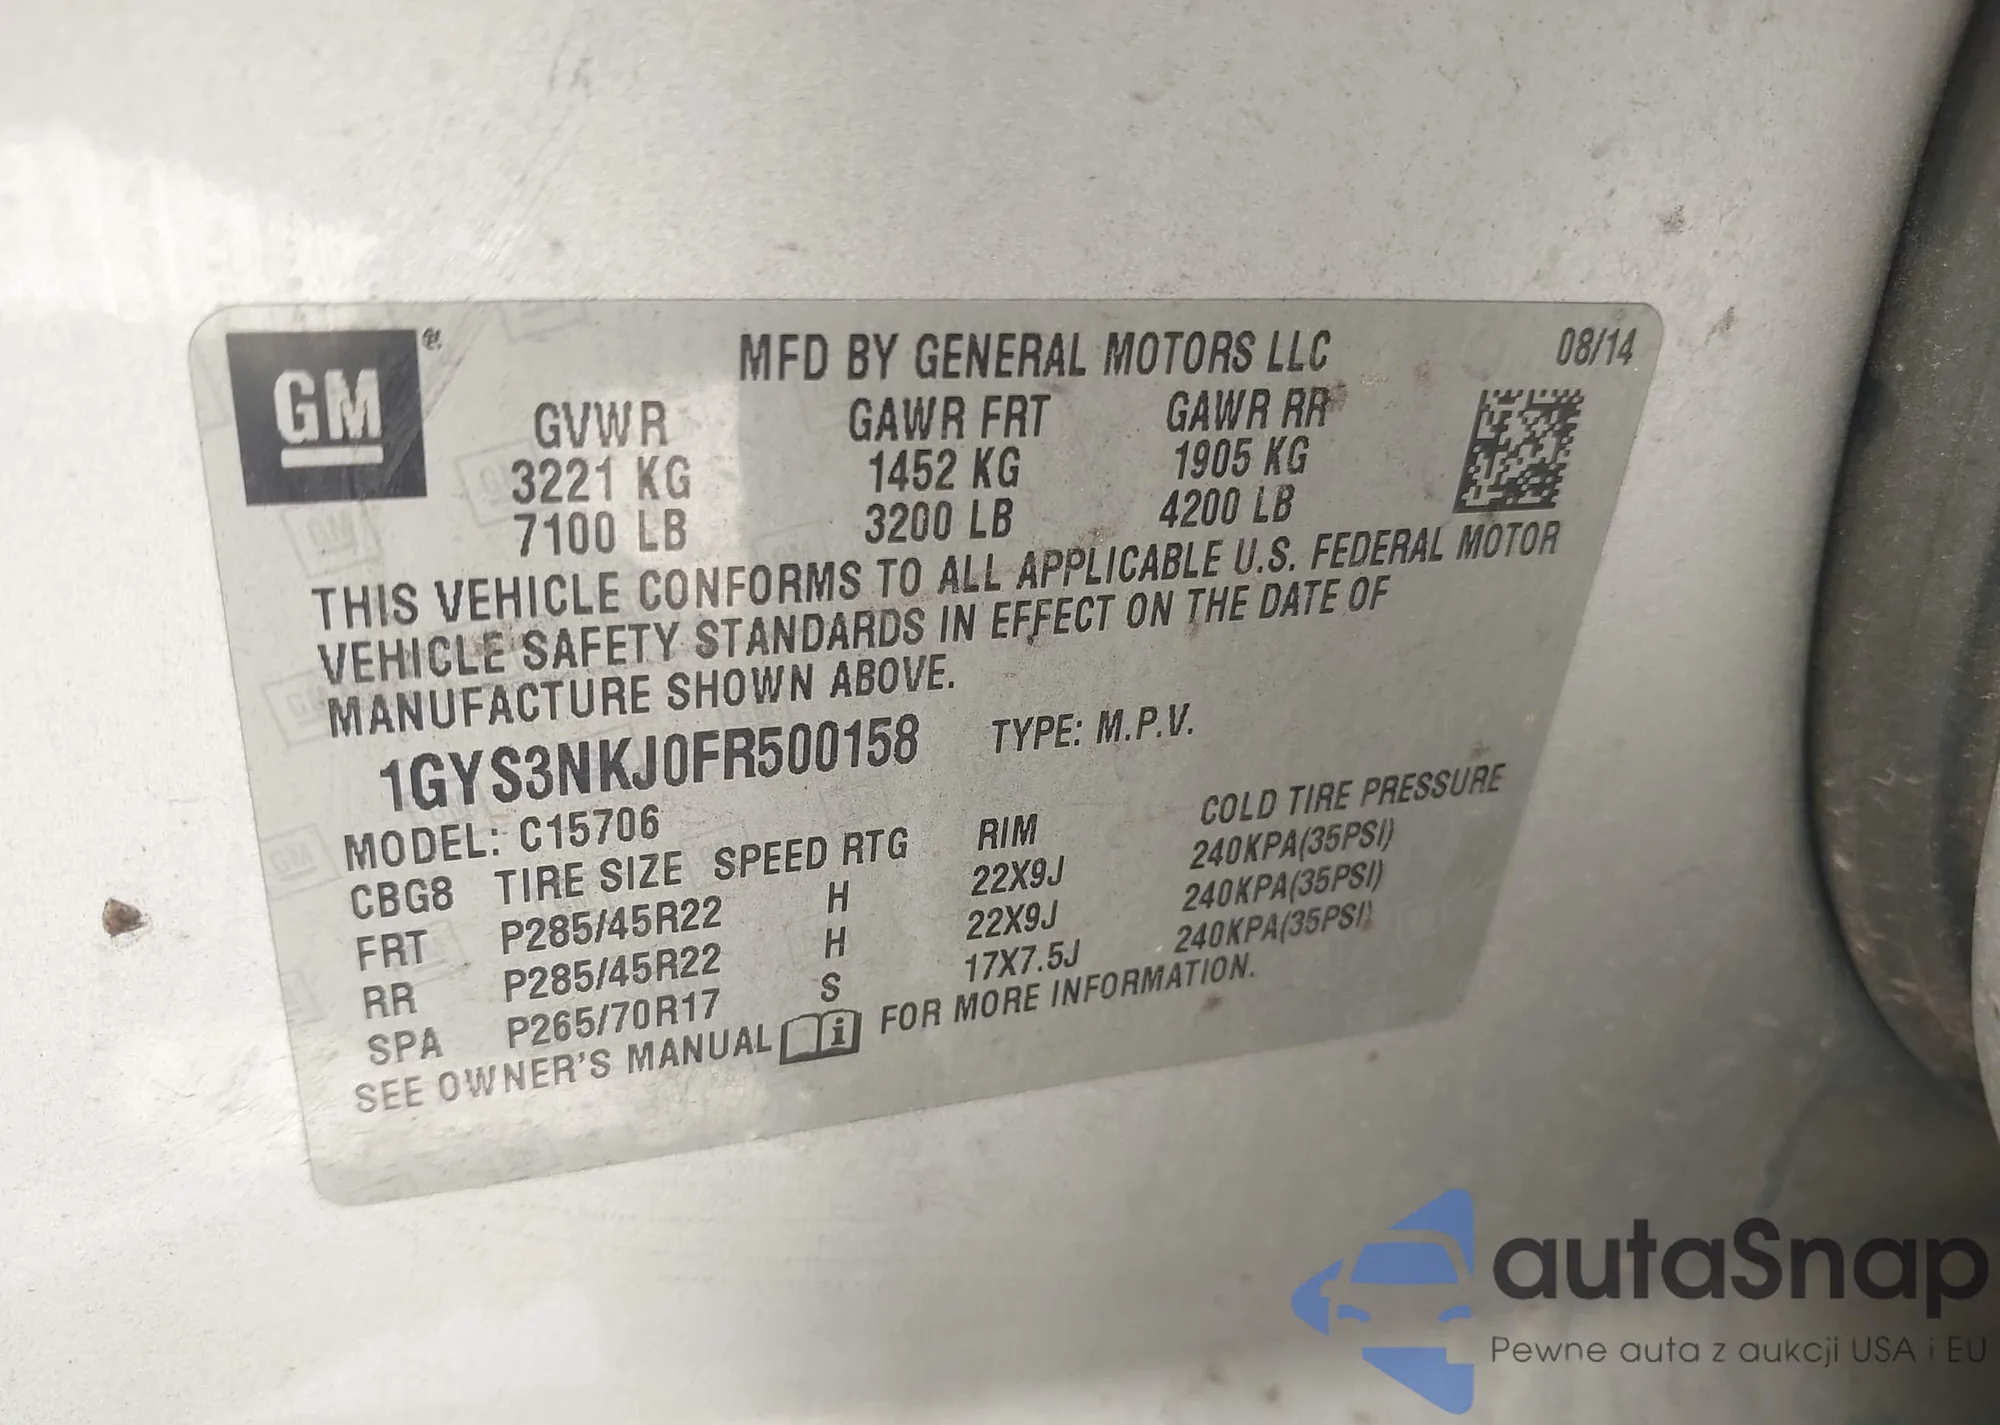 GM
MFD BY GENERAL MOTORS LLC 08/14
GVWR GAWR FRT GAWR RR
3221 KG 1452 KG 1905 KG
7100 LB 3200 LB 4200 LB
THIS VEHICLE CONFORMS TO ALL APPLICABLE U.S. FEDERAL MOTOR
VEHICLE SAFETY STANDARDS IN EFFECT ON THE DATE OF
MANUFACTURE SHOWN ABOVE.
1GYS3NKJ0FR500158 TYPE: M.P.V.
MODEL: C15706
CBG8 TIRE SIZE SPEED RTG RIM COLD TIRE PRESSURE
FRT P285/45R22 H 22X9J 240KPA(35PSI)
RR P285/45R22 H 22X9J 240KPA(35PSI)
SPA P265/70R17 S 17X7.5J 240KPA(35PSI)
SEE OWNER'S MANUAL i FOR MORE INFORMATION.
autaSnap
Pewne auta z aukcji USA i EU